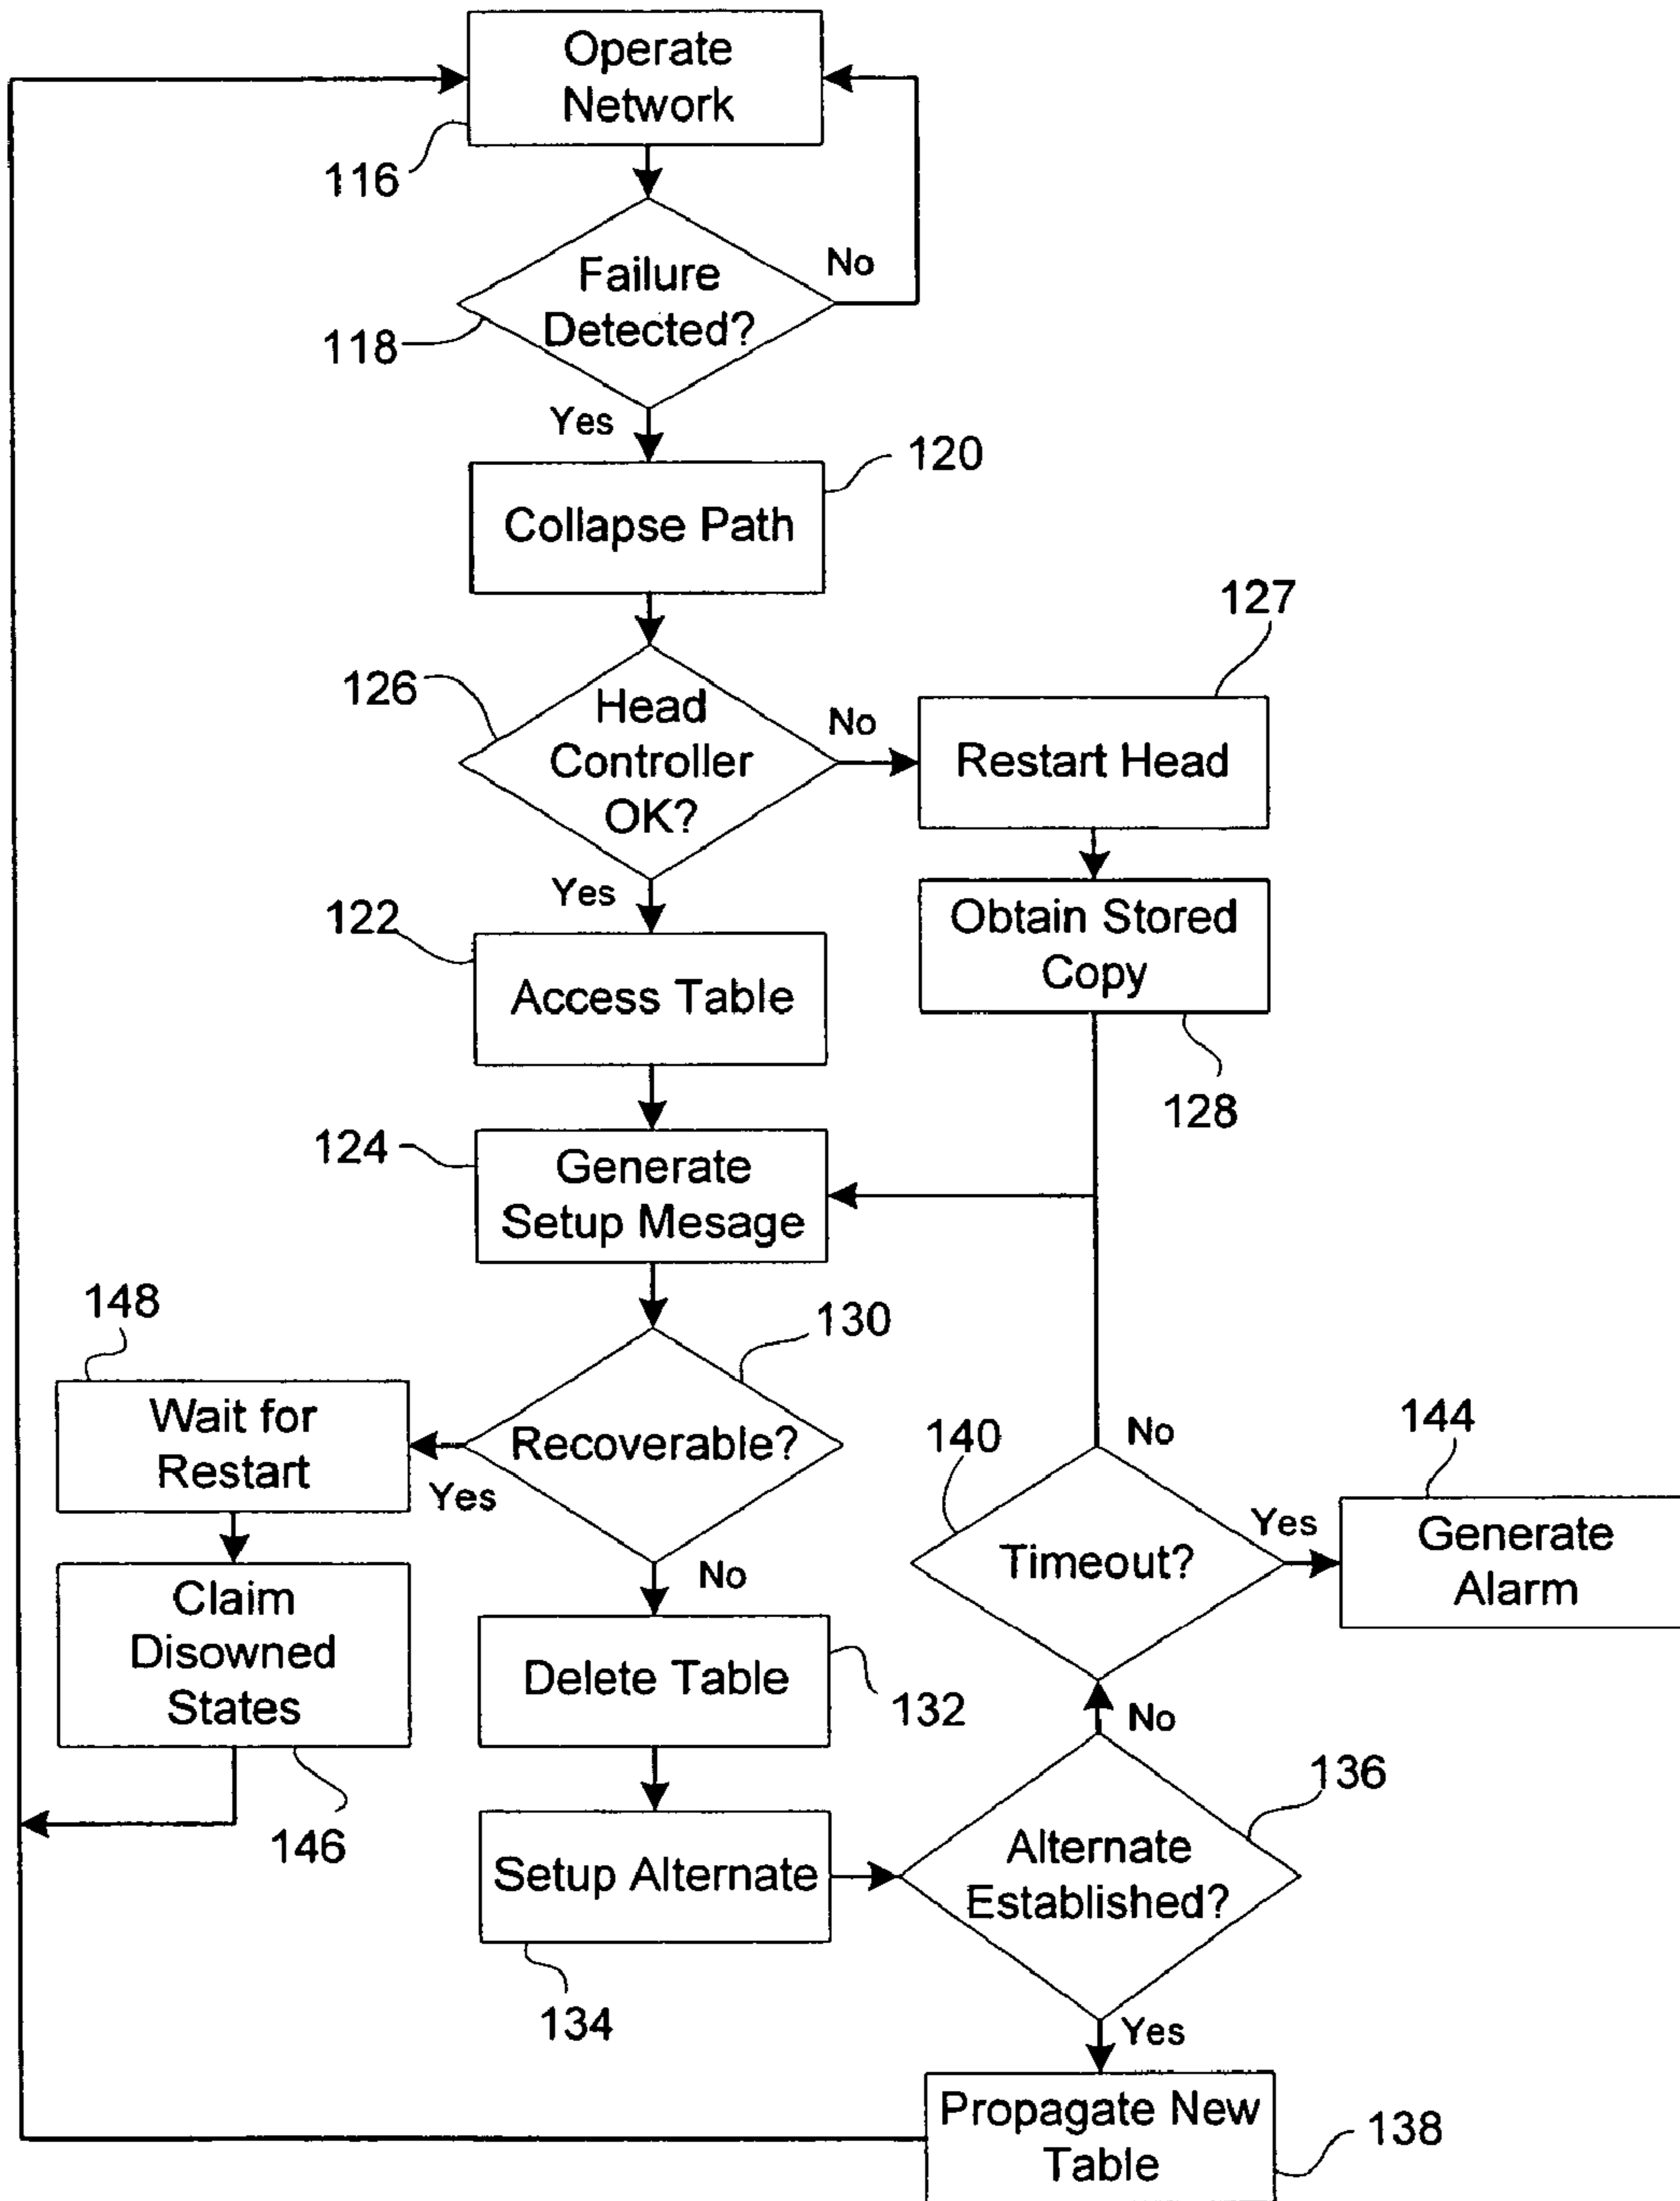 Operate
Network
116
Failure
Detected?
No
118
Yes
120
Collapse Path
127
126
Head
Controller
OK?
No
Restart Head
Yes
122
Obtain Stored
Copy
Access Table
128
124
Generate
Setup Mesage
148
130
Wait for
Restart
Recoverable?
Yes
No
140
No
144
Timeout?
Yes
Generate
Alarm
Claim
Disowned
States
Delete Table
132
No
136
146
Setup Alternate
Alternate
Established?
134
Yes
Propagate New
Table
138